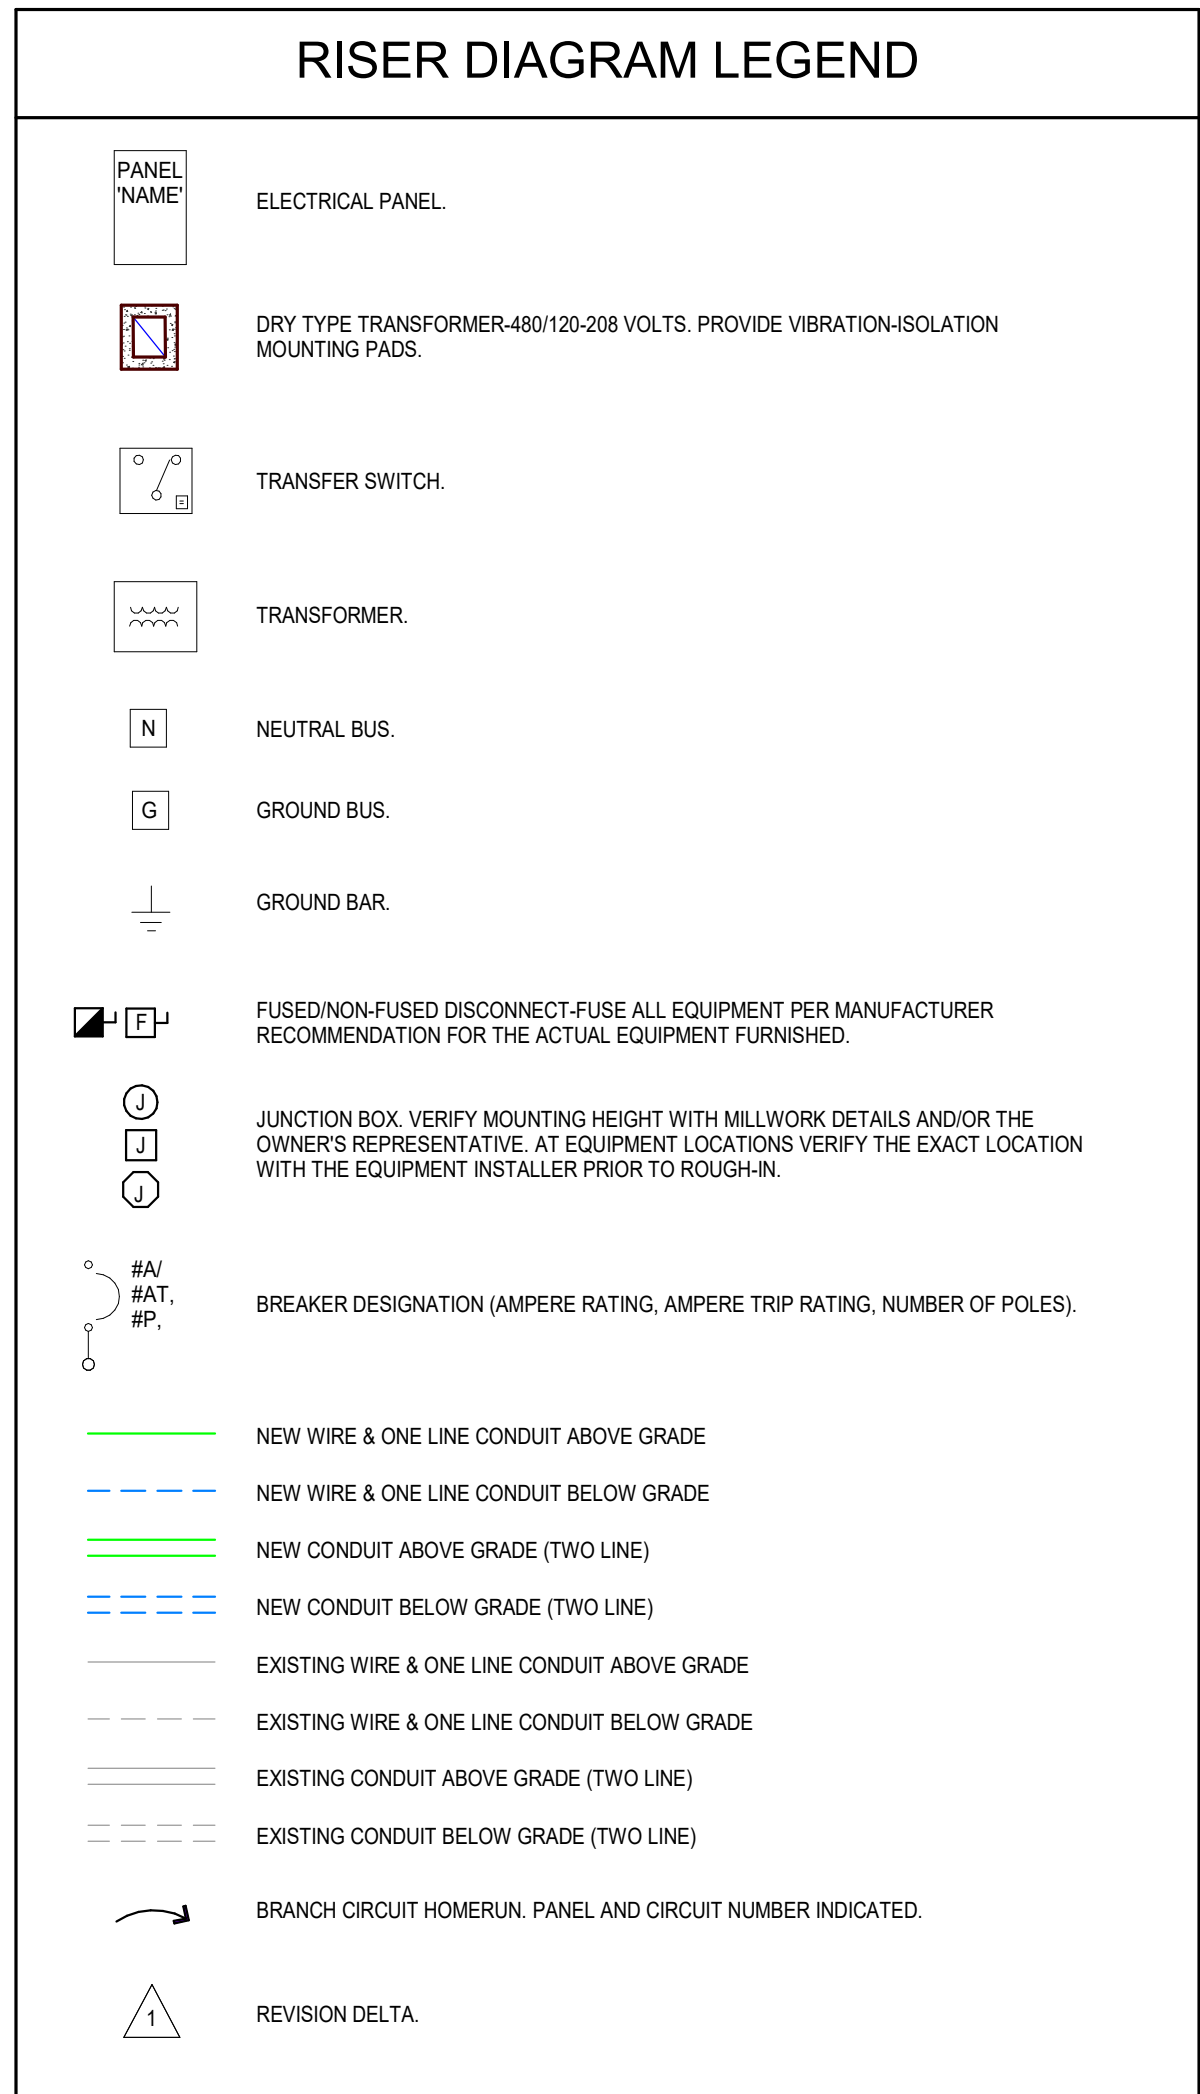 RISER DIAGRAM LEGEND
PANEL
'NAME'
ELECTRICAL PANEL.
DRY TYPE TRANSFORMER-480/120-208 VOLTS. PROVIDE VIBRATION-ISOLATION
MOUNTING PADS.
=
TRANSFER SWITCH.
TRANSFORMER.
N
NEUTRAL BUS.
G
GROUND BUS.
GROUND BAR.
F
FUSED/NON-FUSED DISCONNECT-FUSE ALL EQUIPMENT PER MANUFACTURER
RECOMMENDATION FOR THE ACTUAL EQUIPMENT FURNISHED.
J
J
J
JUNCTION BOX. VERIFY MOUNTING HEIGHT WITH MILLWORK DETAILS AND/OR THE
OWNER'S REPRESENTATIVE. AT EQUIPMENT LOCATIONS VERIFY THE EXACT LOCATION
WITH THE EQUIPMENT INSTALLER PRIOR TO ROUGH-IN.
#A/
#AT,
#P,
BREAKER DESIGNATION (AMPERE RATING, AMPERE TRIP RATING, NUMBER OF POLES).
NEW WIRE & ONE LINE CONDUIT ABOVE GRADE
NEW WIRE & ONE LINE CONDUIT BELOW GRADE
NEW CONDUIT ABOVE GRADE (TWO LINE)
NEW CONDUIT BELOW GRADE (TWO LINE)
EXISTING WIRE & ONE LINE CONDUIT ABOVE GRADE
EXISTING WIRE & ONE LINE CONDUIT BELOW GRADE
EXISTING CONDUIT ABOVE GRADE (TWO LINE)
EXISTING CONDUIT BELOW GRADE (TWO LINE)
BRANCH CIRCUIT HOMERUN. PANEL AND CIRCUIT NUMBER INDICATED.
1
REVISION DELTA.